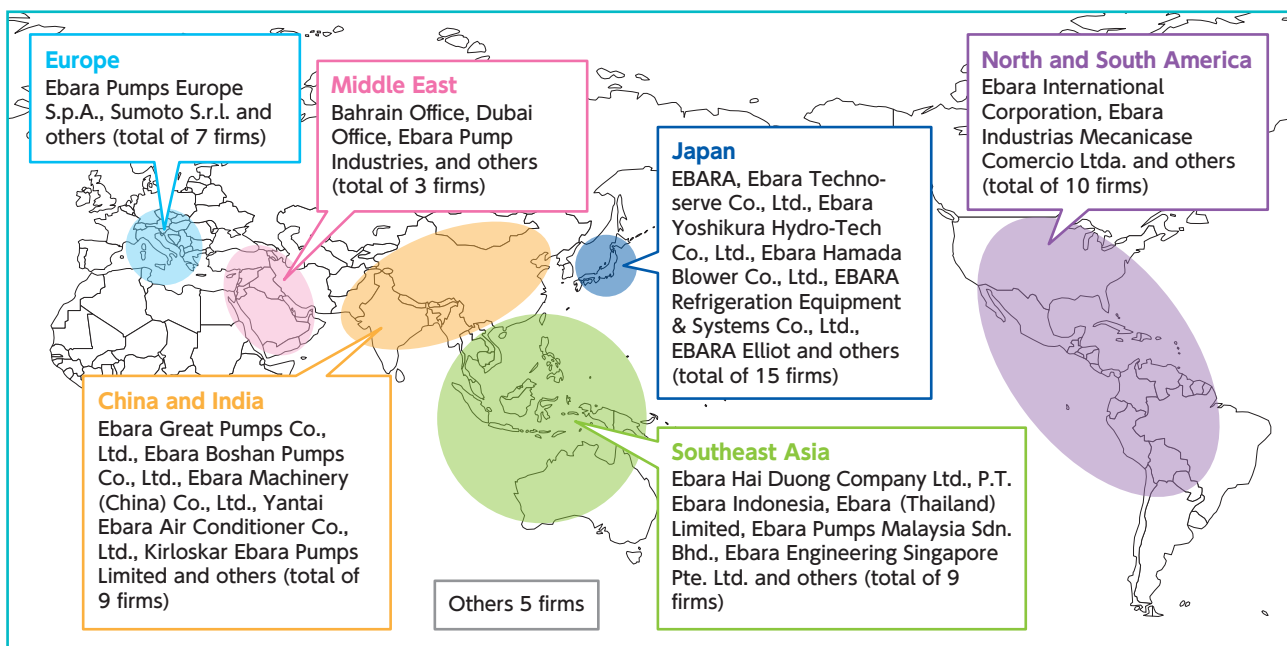 Europe
Ebara Pumps Europe
S.p.A., Sumoto S.r.l. and
others (total of 7 firms)
Middle East
Bahrain Office, Dubai
Office, Ebara Pump
Industries, and others
(total of 3 firms)
Japan
EBARA, Ebara Techno-
serve Co., Ltd., Ebara
Yoshikura Hydro-Tech
Co., Ltd., Ebara Hamada
Blower Co., Ltd., EBARA
Refrigeration Equipment
& Systems Co., Ltd.,
EBARA Elliot and others
(total of 15 firms)
North and South America
Ebara International
Corporation, Ebara
Industrias Mecanicase
Comercio Ltda. and others
(total of 10 firms)
China and India
Ebara Great Pumps Co.,
Ltd., Ebara Boshan Pumps
Co., Ltd., Ebara Machinery
(China) Co., Ltd., Yantai
Ebara Air Conditioner Co.,
Ltd., Kirloskar Ebara Pumps
Limited and others (total of
9 firms)
Others 5 firms
Southeast Asia
Ebara Hai Duong Company Ltd., P.T.
Ebara Indonesia, Ebara (Thailand)
Limited, Ebara Pumps Malaysia Sdn.
Bhd., Ebara Engineering Singapore
Pte. Ltd. and others (total of 9
firms)